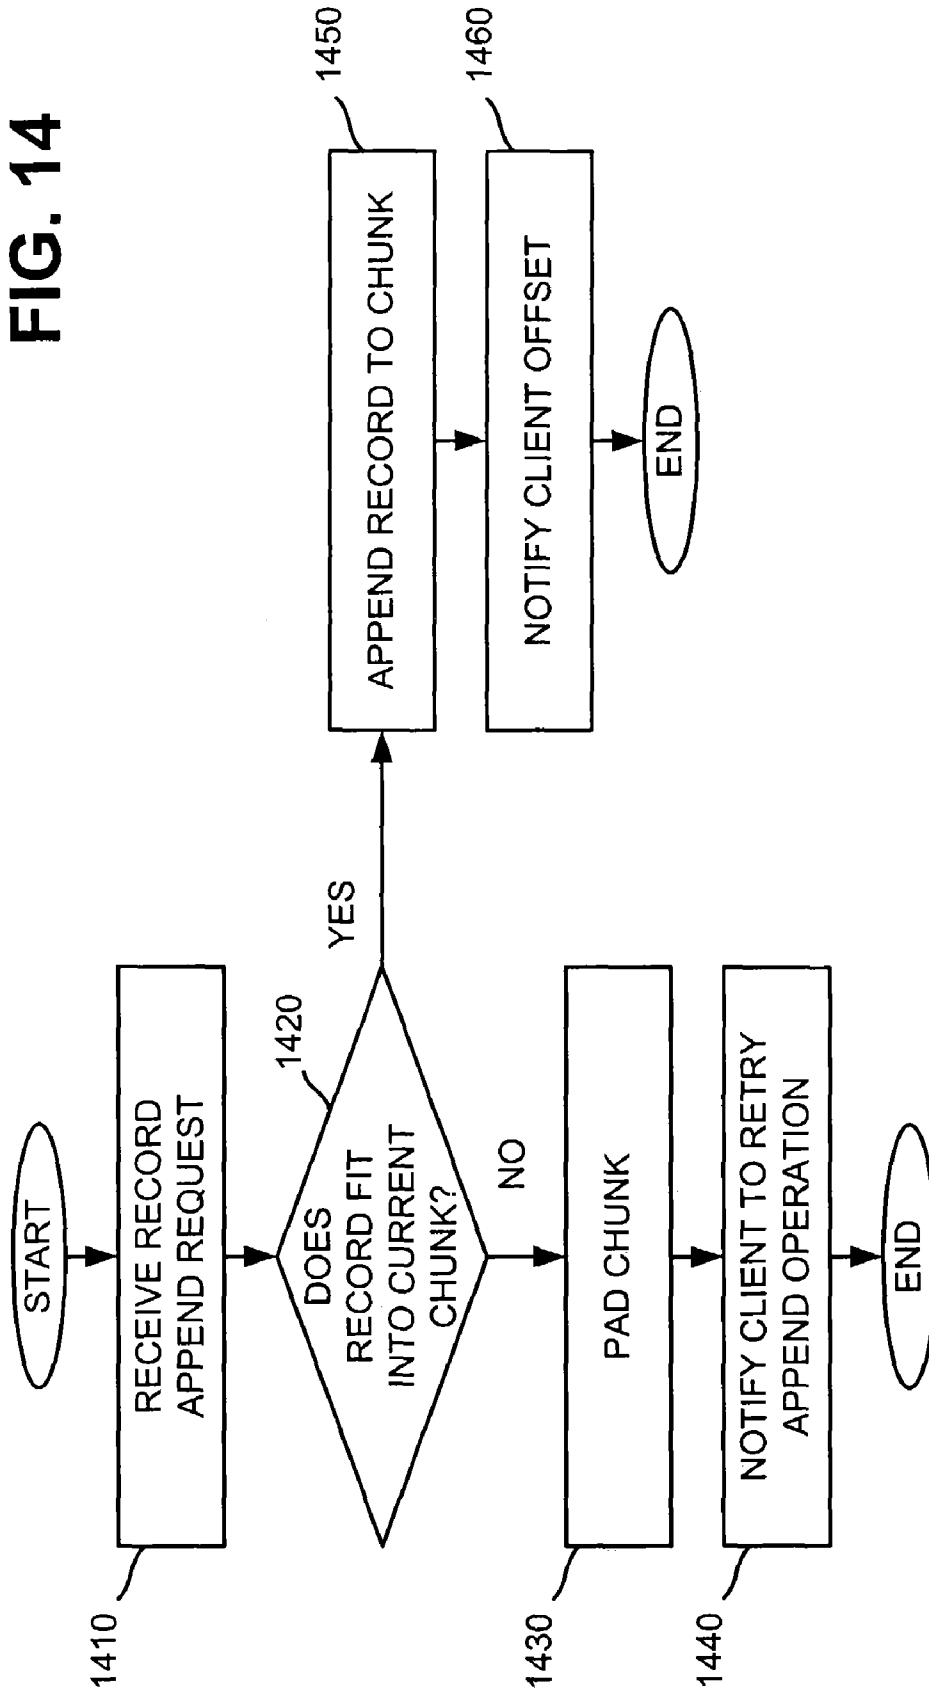 FIG. 14
START
RECEIVE RECORD
APPEND REQUEST
1410
DOES
RECORD FIT
INTO CURRENT
CHUNK?
1420
YES
NO
PAD CHUNK
1430
NOTIFY CLIENT TO RETRY
APPEND OPERATION
1440
END
APPEND RECORD TO CHUNK
1450
NOTIFY CLIENT OFFSET
1460
END